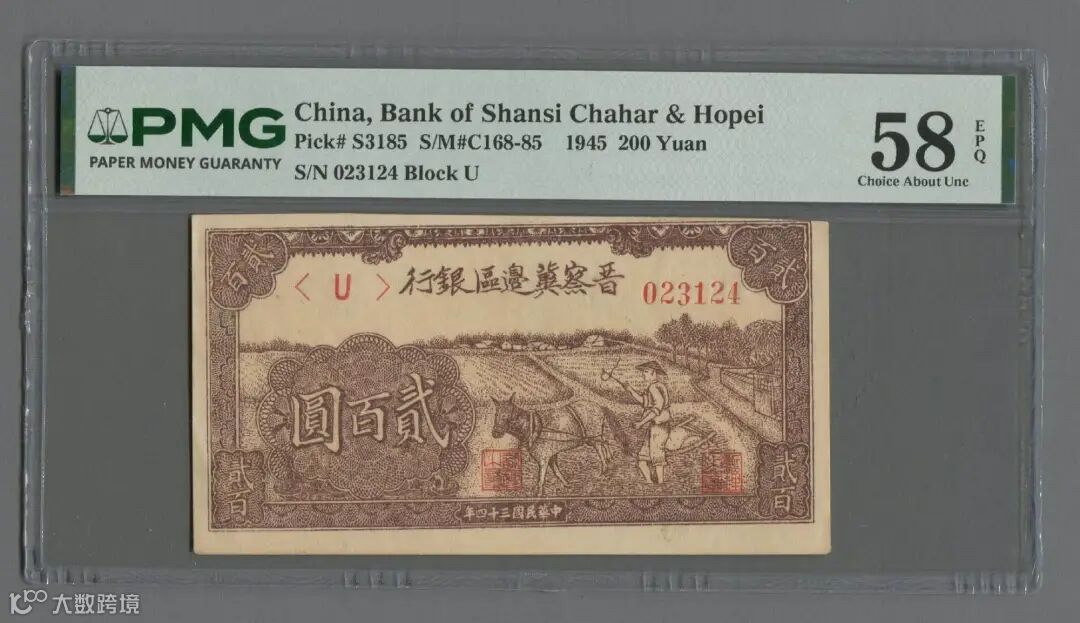 PMG
PAPER MONEY GUARANTY
China, Bank of Shansi Chahar & Hopei
Pick# S3185 S/M#C168-85 1945 200 Yuan
S/N 023124 Block U
58
EPQ
Choice About Unc
貳百
百貳
行銀區邊冀察晉
< U >
023124
圓百貳
貳百
貳百
年四十三國民華中
大数跨境